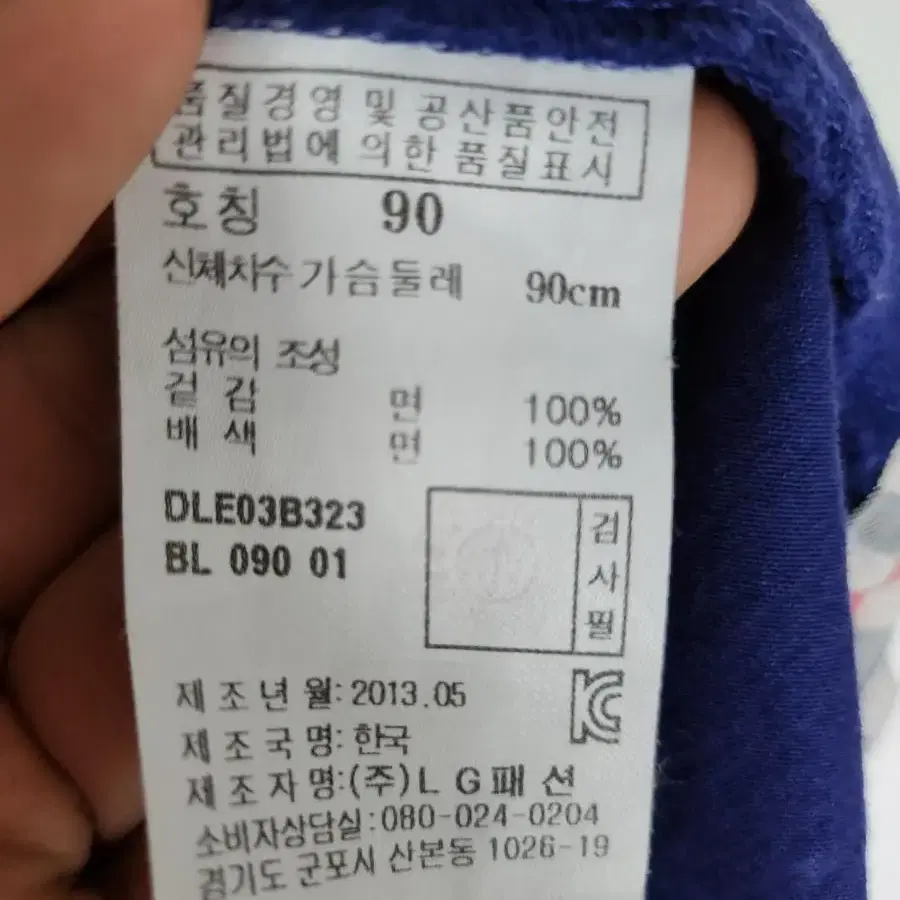 품질경영 및 공산품안전
관리법에 의한 품질표시
호칭 90
신체치수 가슴둘레 90cm
섬유의 조성
겉감 면 100%
배색 면 100%
DLE03B323
BL 090 01
검사필
제조년월: 2013.05
제조국명: 한국
제조자명:(주)LG패션
소비자상담실:080-024-0204
경기도 군포시 산본동 1026-19